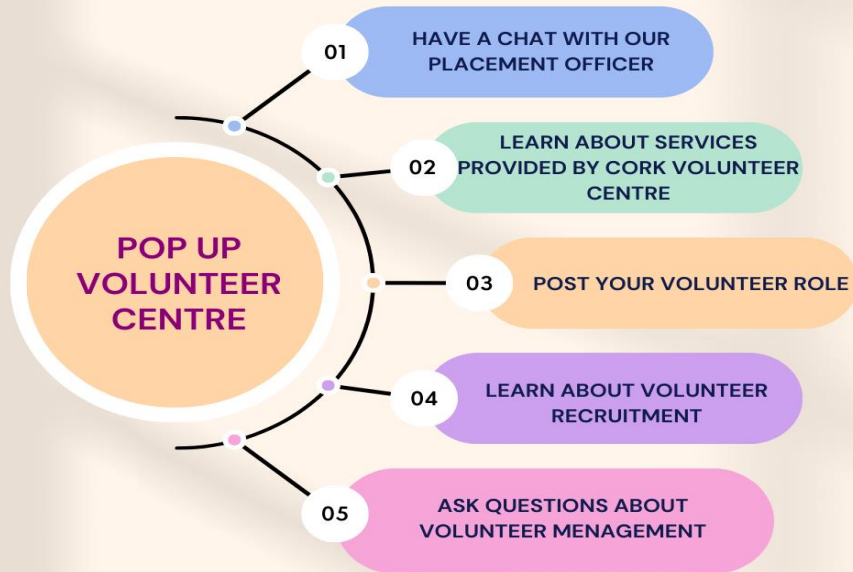 01
HAVE A CHAT WITH OUR
PLACEMENT OFFICER
02
LEARN ABOUT SERVICES
PROVIDED BY CORK VOLUNTEER
CENTRE
POP UP
VOLUNTEER
CENTRE
03
POST YOUR VOLUNTEER ROLE
04
LEARN ABOUT VOLUNTEER
RECRUITMENT
05
ASK QUESTIONS ABOUT
VOLUNTEER MENAGEMENT